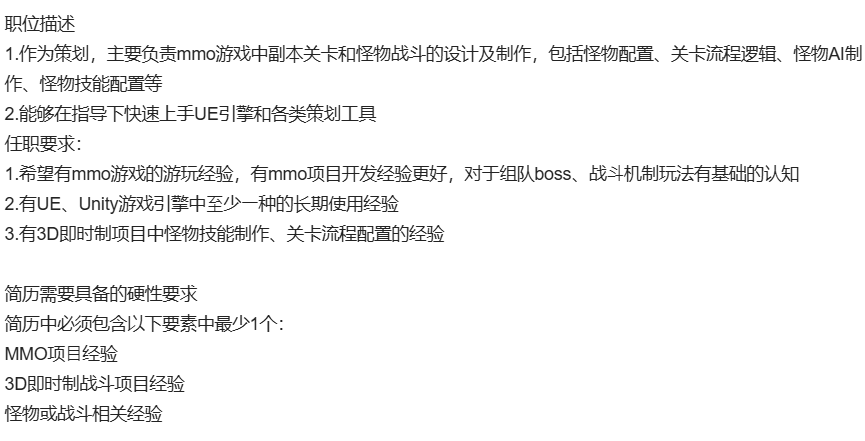 职位描述
1.作为策划，主要负责mmo游戏中副本关卡和怪物战斗的设计及制作，包括怪物配置、关卡流程逻辑、怪物AI制
作、怪物技能配置等
2.能够在指导下快速上手UE引擎和各类策划工具
任职要求：
1.希望有mmo游戏的游玩经验，有mmo项目开发经验更好，对于组队boss、战斗机制玩法有基础的认知
2.有UE、Unity游戏引擎中至少一种的长期使用经验
3.有3D即时制项目中怪物技能制作、关卡流程配置的经验
简历需要具备的硬性要求
简历中必须包含以下要素中最少1个：
MMO项目经验
3D即时制战斗项目经验
怪物或战斗相关经验